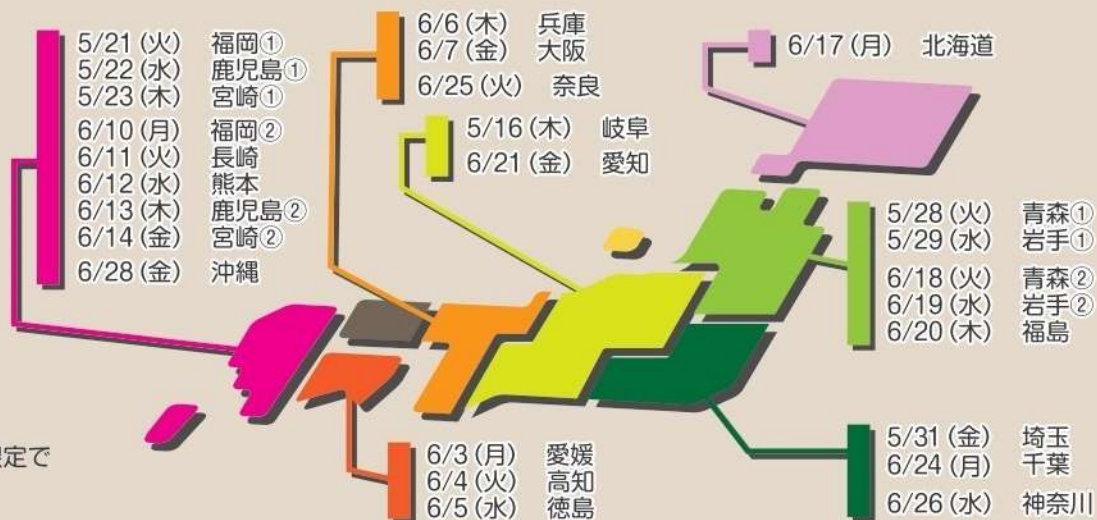 5/21(火) 福岡①
5/22(水) 鹿児島①
5/23(木) 宮崎①
6/10(月) 福岡②
6/11(火) 長崎
6/12(水) 熊本
6/13(木) 鹿児島②
6/14(金) 宮崎②
6/28(金) 沖縄
6/6(木) 兵庫
6/7(金) 大阪
6/25(火) 奈良
5/16(木) 岐阜
6/21(金) 愛知
6/17(月) 北海道
5/28(火) 青森①
5/29(水) 岩手①
6/18(火) 青森②
6/19(水) 岩手②
6/20(木) 福島
定で
6/3(月) 愛媛
6/4(火) 高知
6/5(水) 徳島
5/31(金) 埼玉
6/24(月) 千葉
6/26(水) 神奈川